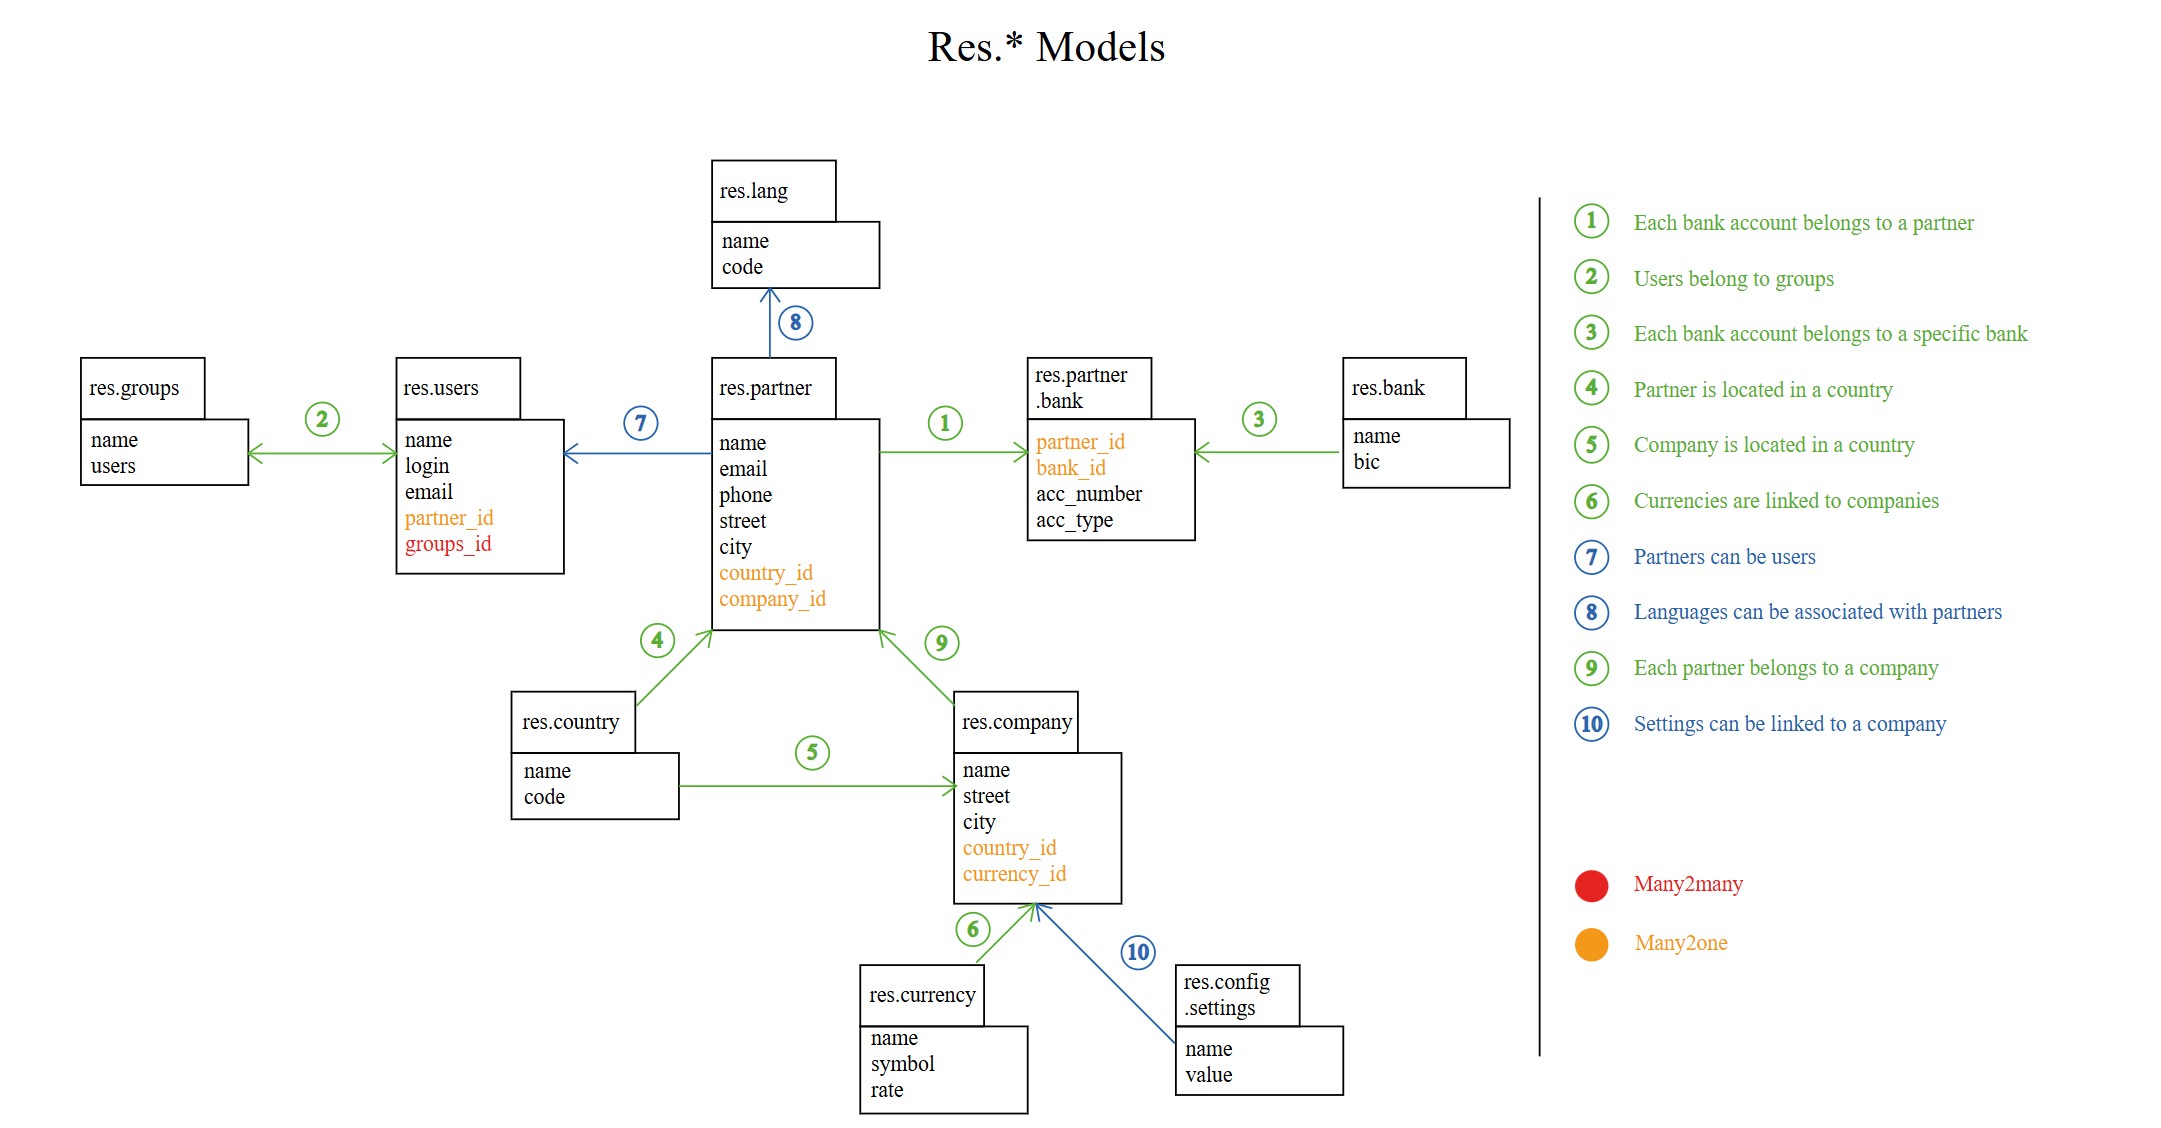 Res.* Models
res.lang
name
code
8
res.groups
name
users
2
res.users
name
login
email
partner_id
groups_id
7
res.partner
name
email
phone
street
city
country_id
company_id
1
res.partner
.bank
partner_id
bank_id
acc_number
acc_type
3
res.bank
name
bic
4
9
res.country
name
code
5
res.company
name
street
city
country_id
currency_id
6
10
res.currency
name
symbol
rate
res.config
.settings
name
value
1 Each bank account belongs to a partner
2 Users belong to groups
3 Each bank account belongs to a specific bank
4 Partner is located in a country
5 Company is located in a country
6 Currencies are linked to companies
7 Partners can be users
8 Languages can be associated with partners
9 Each partner belongs to a company
10 Settings can be linked to a company
Many2many
Many2one